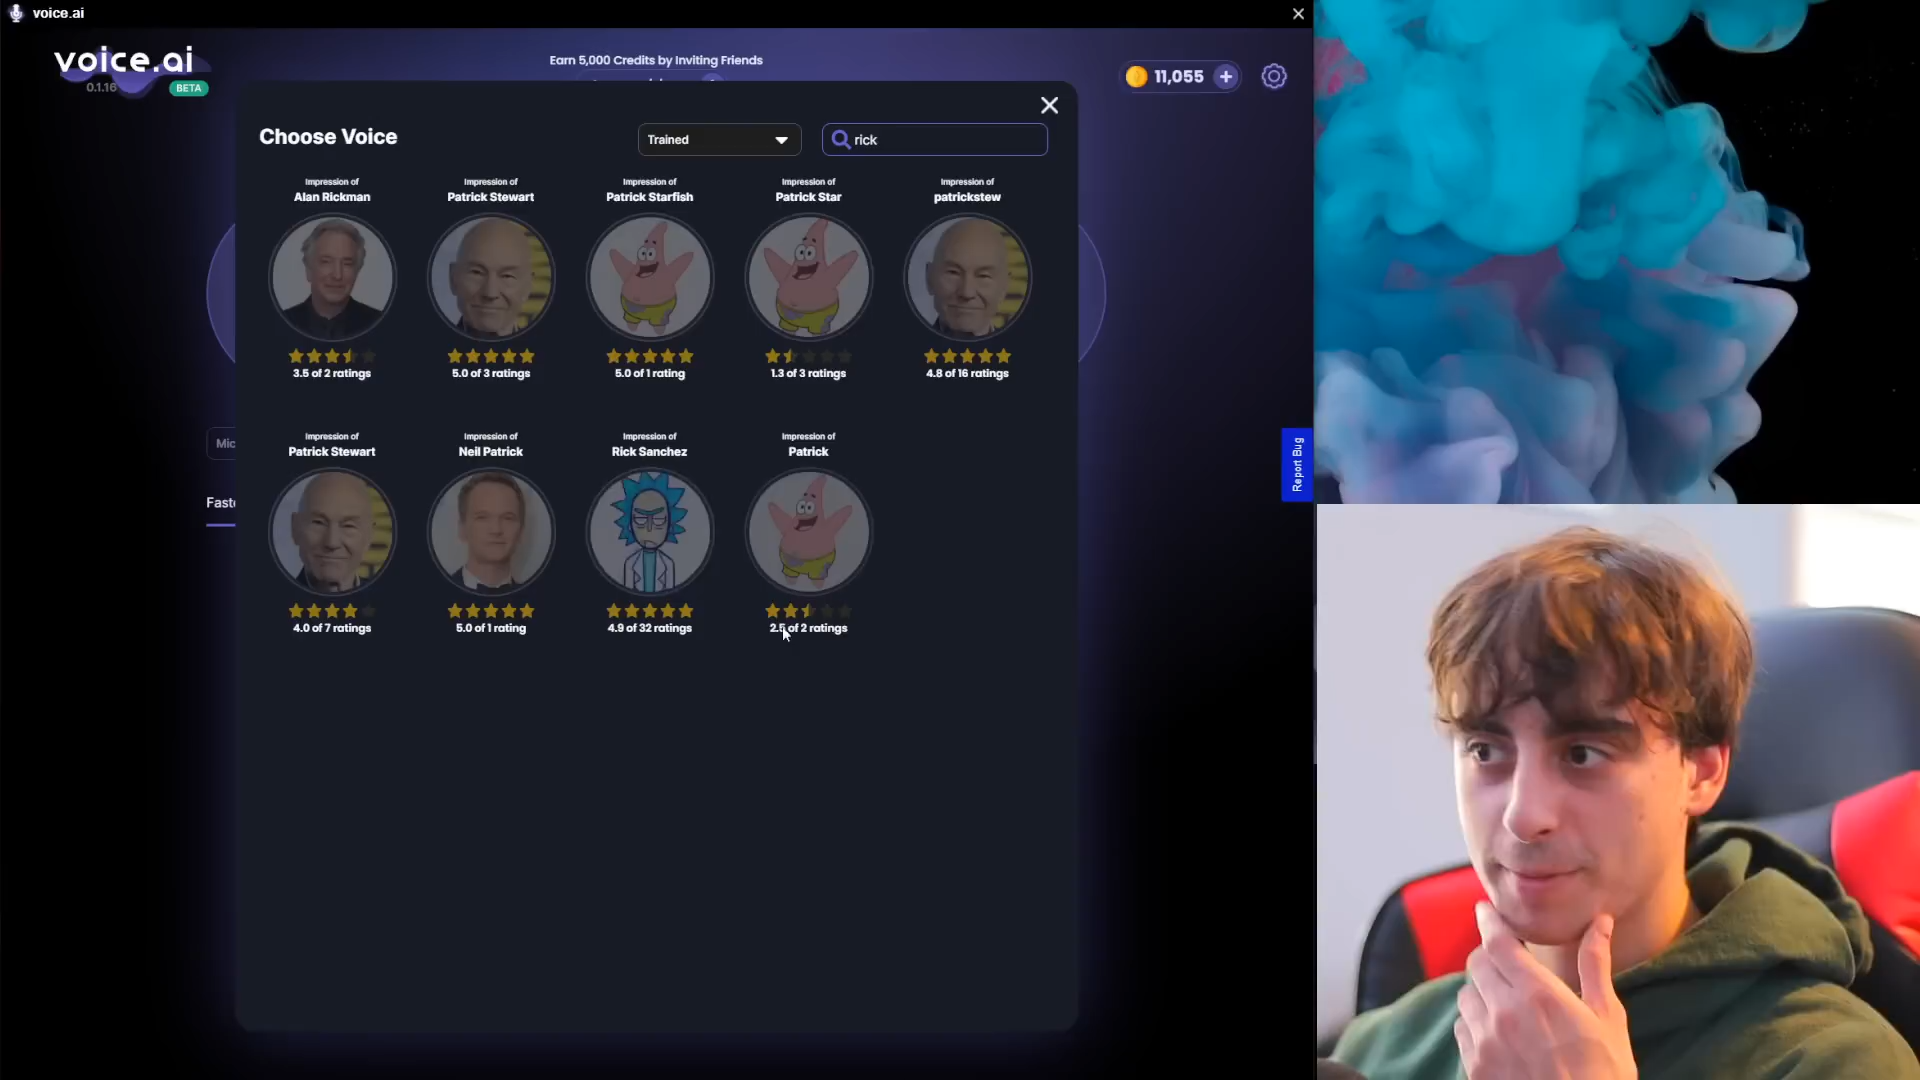 voice.ai
voice.ai
0.1.16
BETA
Earn 5,000 Credits by Inviting Friends
11,055
Choose Voice
Trained
rick
Impression of
Alan Rickman
3.5 of 2 ratings
Impression of
Patrick Stewart
5.0 of 3 ratings
Impression of
Patrick Starfish
5.0 of 1 rating
Impression of
Patrick Star
1.3 of 3 ratings
Impression of
patrickstew
4.8 of 16 ratings
Impression of
Patrick Stewart
4.0 of 7 ratings
Impression of
Neil Patrick
5.0 of 1 rating
Impression of
Rick Sanchez
4.9 of 32 ratings
Impression of
Patrick
2.5 of 2 ratings
Mic
Faste
Report Bug